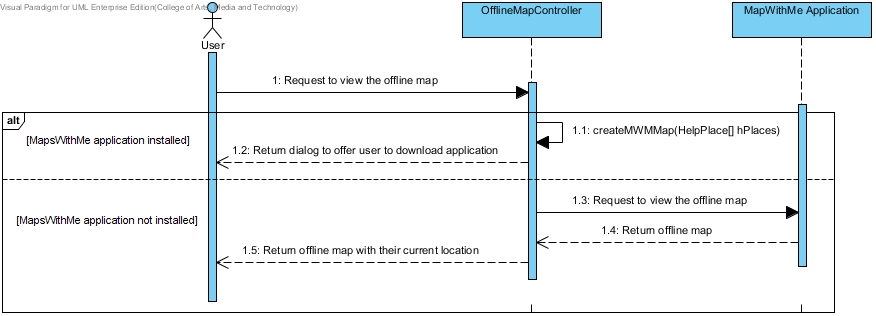 Visual Paradigm for UML Enterprise Edition(College of Arts, Media and Technology)
User
OfflineMapController
MapWithMe Application
1: Request to view the offline map
alt
[MapsWithMe application installed]
1.1: createMWMMap(HelpPlace[] hPlaces)
1.2: Return dialog to offer user to download application
[MapsWithMe application not installed]
1.3: Request to view the offline map
1.4: Return offline map
1.5: Return offline map with their current location